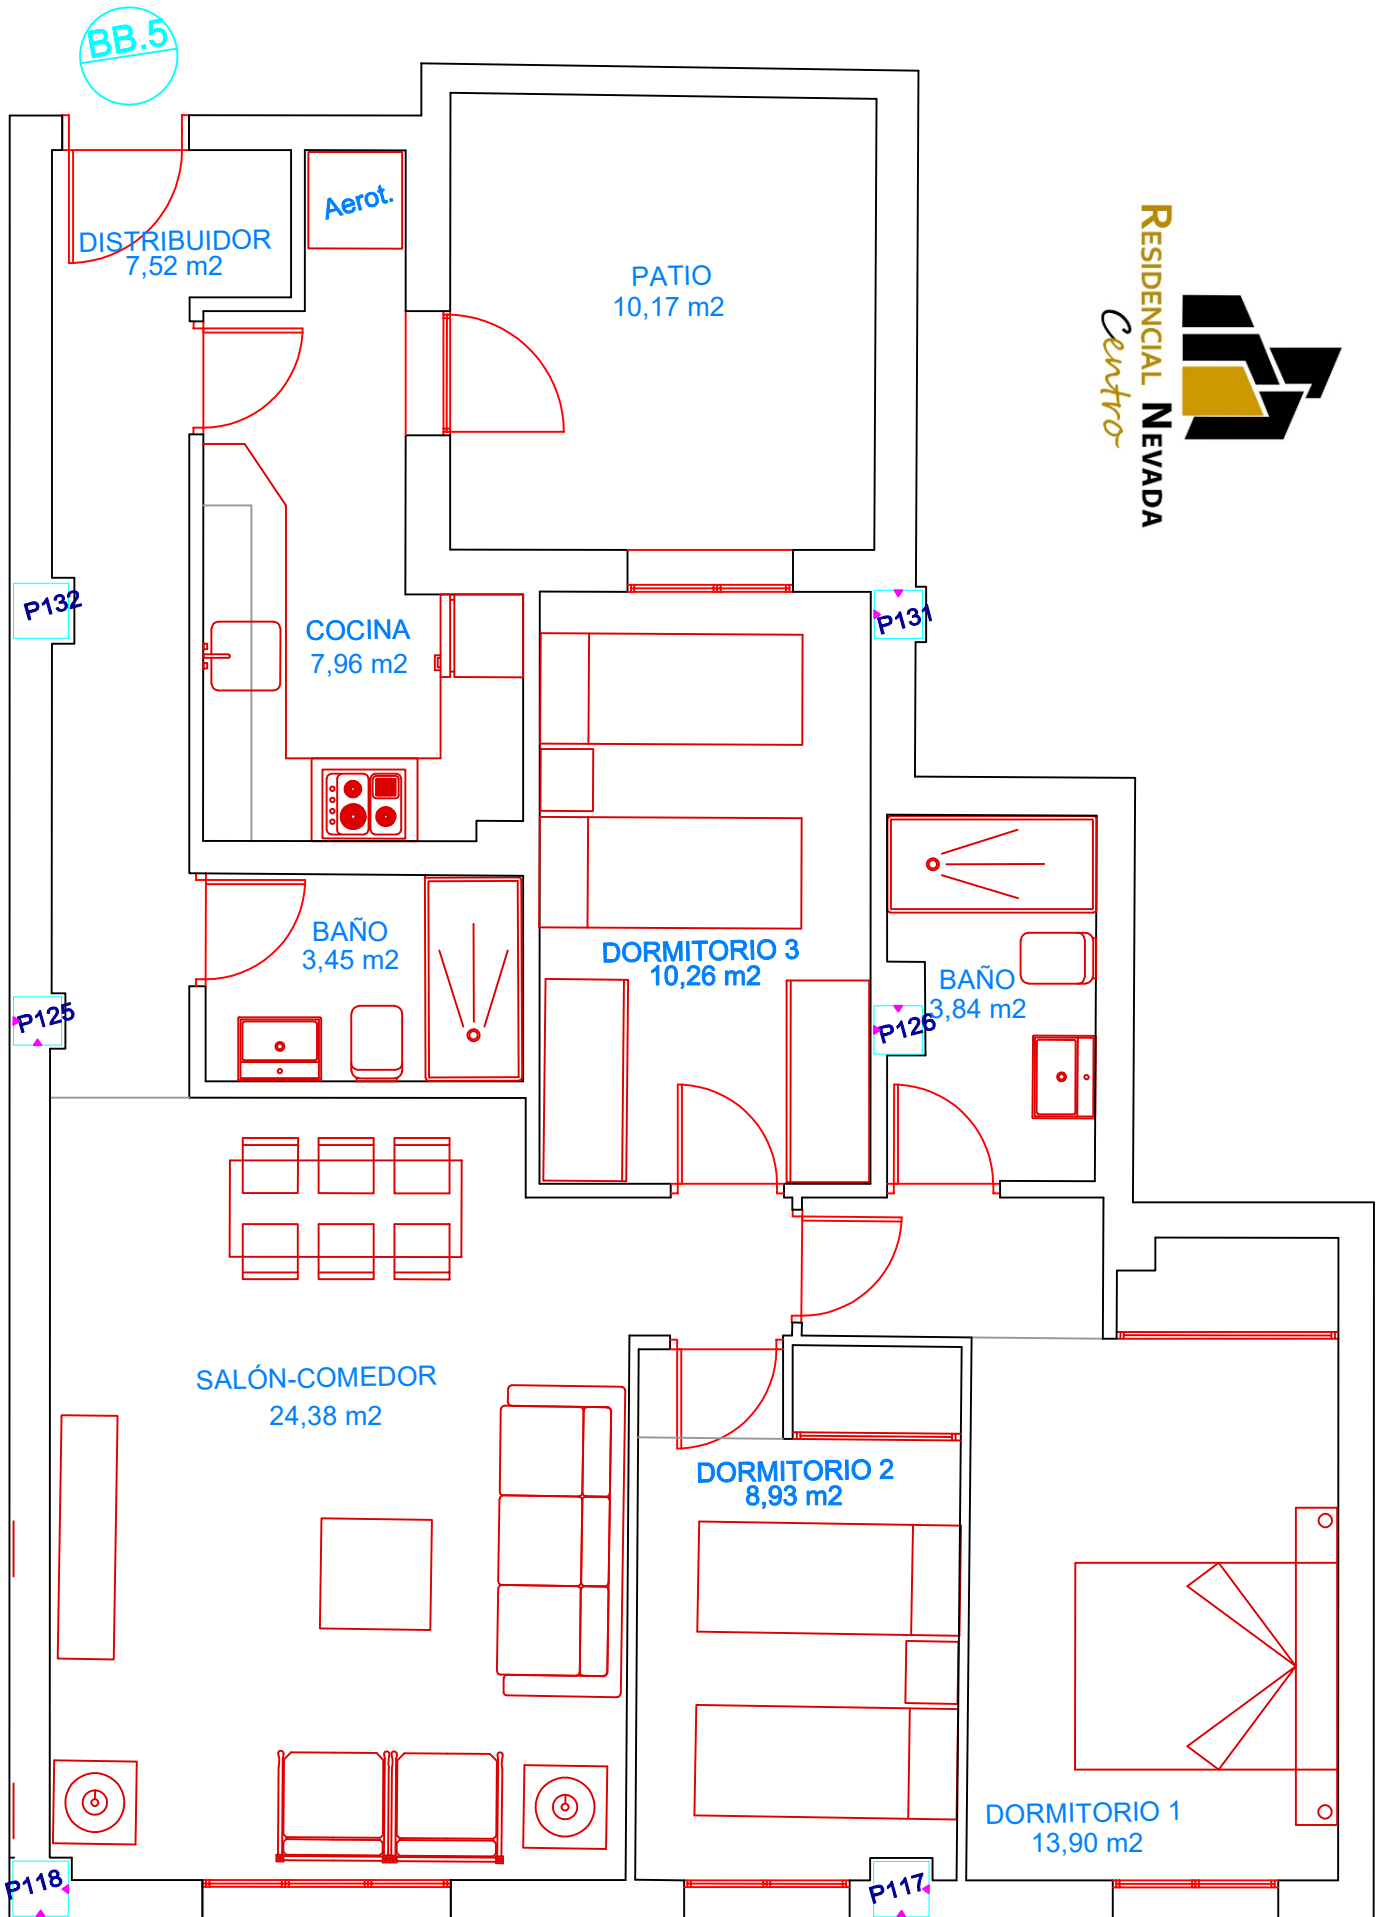 BB.5
Aerot.
DISTRIBUIDOR
7,52 m2
PATIO
10,17 m2
RESIDENCIAL NEVADA
Centro
P132
COCINA
7,96 m2
P131
BAÑO
3,45 m2
DORMITORIO 3
10,26 m2
BAÑO
3,84 m2
P125
P126
SALÓN-COMEDOR
24,38 m2
DORMITORIO 2
8,93 m2
DORMITORIO 1
13,90 m2
P118
P117